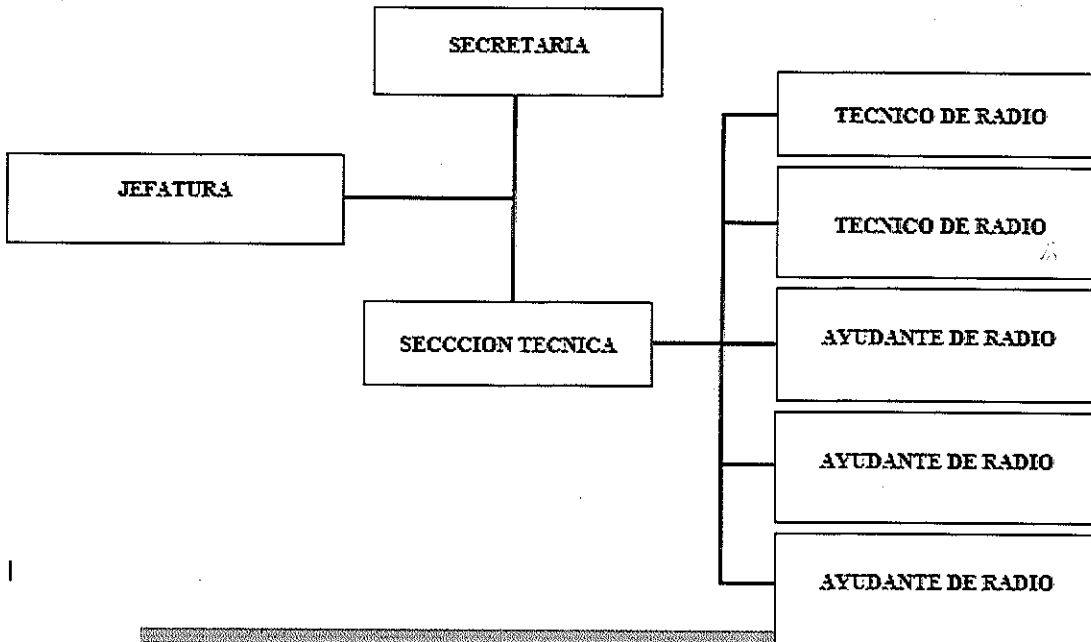 SECRETARIA
JEFATURA
SECCCION TECNICA
TECNICO DE RADIO
TECNICO DE RADIO
AYUDANTE DE RADIO
AYUDANTE DE RADIO
AYUDANTE DE RADIO